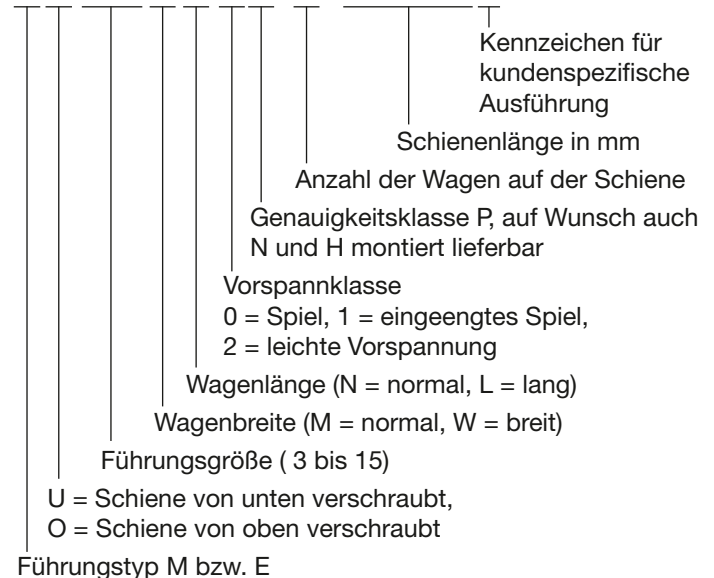 Kennzeichen für
kundenspezifische
Ausführung
Schienenlänge in mm
Anzahl der Wagen auf der Schiene
Genauigkeitsklasse P, auf Wunsch auch
N und H montiert lieferbar
Vorspannklasse
0 = Spiel, 1 = eingeengtes Spiel,
2 = leichte Vorspannung
Wagenlänge (N = normal, L = lang)
Wagenbreite (M = normal, W = breit)
Führungsgröße ( 3 bis 15)
U = Schiene von unten verschraubt,
O = Schiene von oben verschraubt
Führungstyp M bzw. E